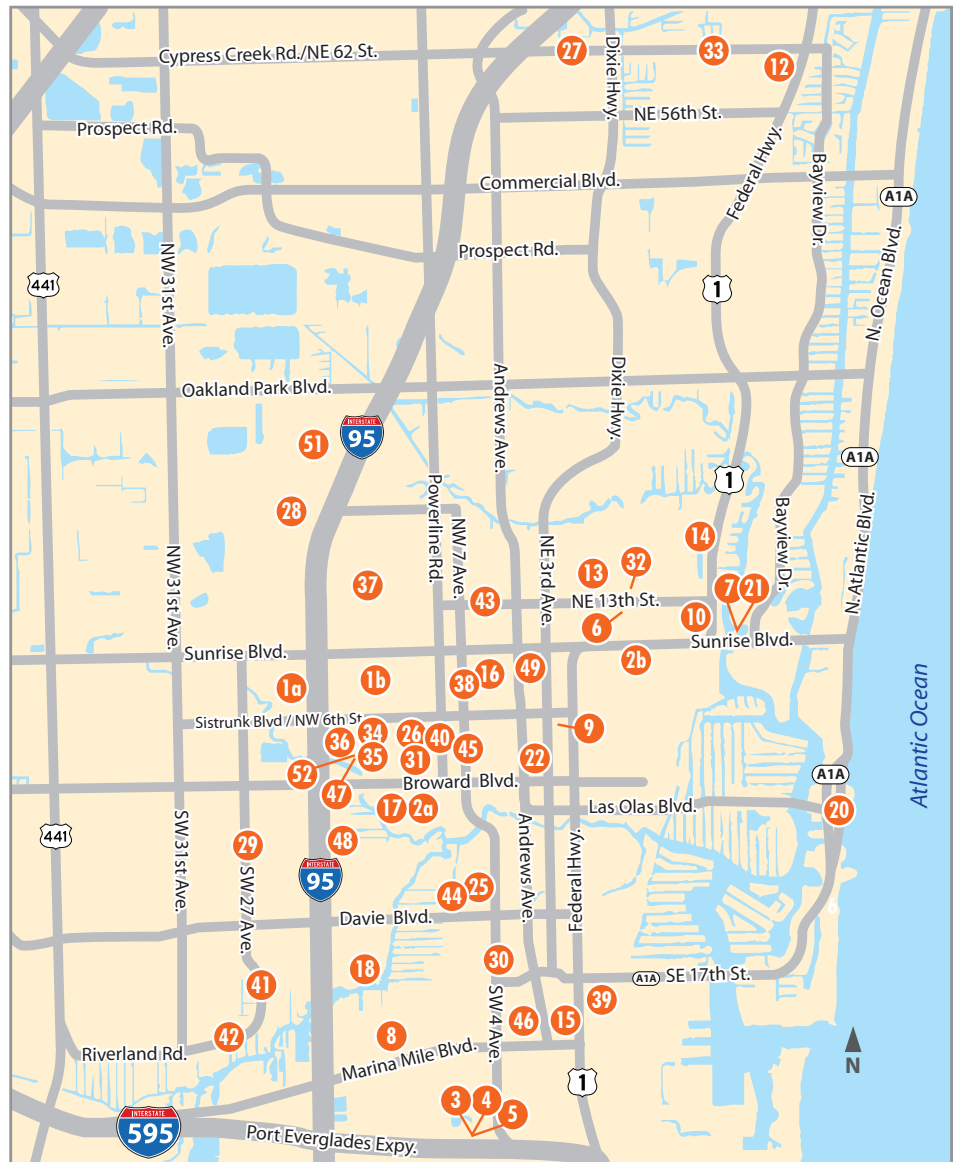 27
33
12
Cypress Creek Rd./NE 62 St.
Dixie Hwy.
NE 56th St.
Prospect Rd.
Federal Hwy.
Bayview Dr.
Commercial Blvd.
A1A
N. Ocean Blvd.
NW 31st Ave.
Prospect Rd.
441
1
Andrews Ave.
Dixie Hwy.
Oakland Park Blvd.
51
INTERSTATE
95
A1A
1
Powerline Rd.
28
NW 7 Ave.
NE 3rd Ave.
14
Bayview Dr.
N. Atlantic Blvd.
NW 31st Ave.
37
13
32
7
21
43
NE 13th St.
6
10
Sunrise Blvd.
Sunrise Blvd.
2b
1a
1b
38
16
49
Atlantic Ocean
Sistrunk Blvd / NW 6th St.
9
36
34
26
40
45
35
31
22
52
47
Broward Blvd.
A1A
17
2a
Las Olas Blvd.
20
441
SW 31st Ave.
29
48
Andrews Ave.
Federal Hwy.
SW 27 Ave.
INTERSTATE
95
44
25
6
Davie Blvd.
18
30
A1A
SE 17th St.
41
39
SW 4 Ave.
46
15
42
8
Riverland Rd.
Marina Mile Blvd.
N
1
3
4
5
INTERSTATE
595
Port Everglades Expy.